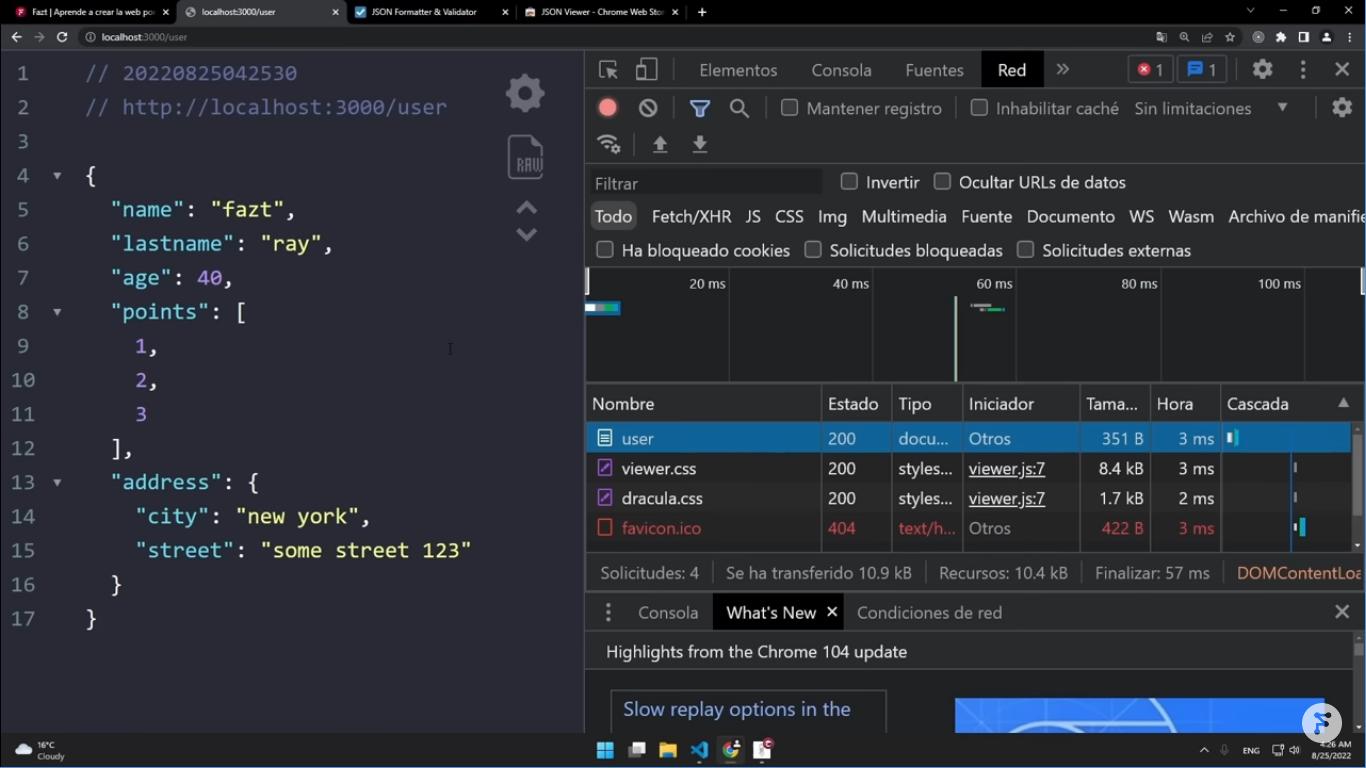 Fazt | Aprende a crear la web po
localhost:3000/user
JSON Formatter & Validator
JSON Viewer - Chrome Web Stor
localhost:3000/user
1 // 20220825042530
2 // http://localhost:3000/user
3
4 {
5 "name": "fazt",
6 "lastname": "ray",
7 "age": 40,
8 "points": [
9 1,
10 2,
11 3
12 ],
13 "address": {
14 "city": "new york",
15 "street": "some street 123"
16 }
17 }
RAW
Elementos Consola Fuentes Red 1 1
Mantener registro Inhabilitar caché Sin limitaciones
Filtrar Invertir Ocultar URLs de datos
Todo Fetch/XHR JS CSS Img Multimedia Fuente Documento WS Wasm Archivo de manifie
Ha bloqueado cookies Solicitudes bloqueadas Solicitudes externas
20 ms 40 ms 60 ms 80 ms 100 ms
Nombre Estado Tipo Iniciador Tama... Hora Cascada
user 200 docu... Otros 351 B 3 ms
viewer.css 200 styles... viewer.js:7 8.4 kB 3 ms
dracula.css 200 styles... viewer.js:7 1.7 kB 2 ms
favicon.ico 404 text/h... Otros 422 B 3 ms
Solicitudes: 4 Se ha transferido 10.9 kB Recursos: 10.4 kB Finalizar: 57 ms DOMContentLoa
Consola What's New Condiciones de red
Highlights from the Chrome 104 update
Slow replay options in the
16°C
Cloudy
ENG
4:26 AM
8/25/2022